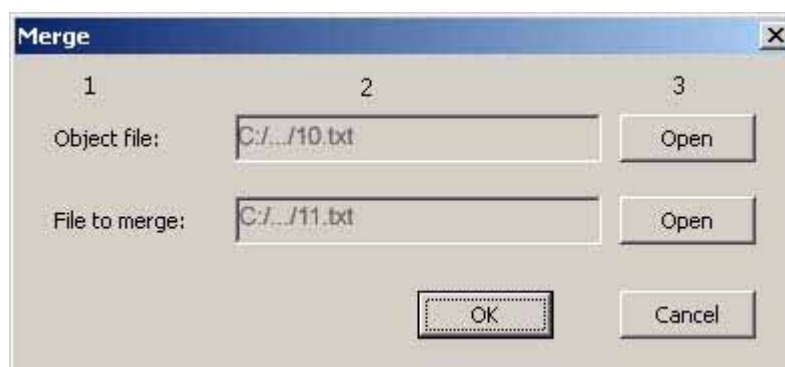 Merge
1 2 3
Object file: C:/.../10.txt Open
File to merge: C:/.../11.txt Open
OK Cancel